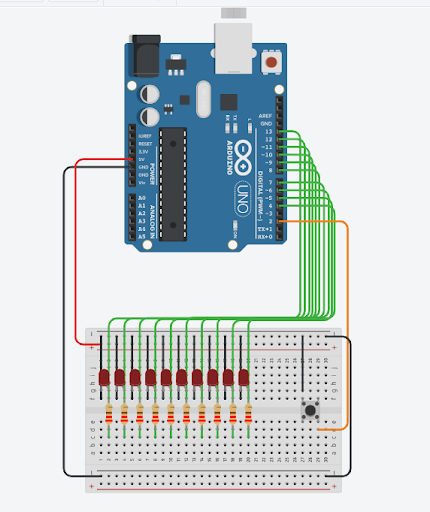 AREF
GND
13
12
~11
~10
~9
8
7
~6
~5
4
~3
2
TX→1
RX←0
IOREF
RESET
3.3V
5V
GND
GND
Vin
POWER
A0
A1
A2
A3
A4
A5
ANALOG IN
L
TX
RX
ARDUINO
UNO
ON
DIGITAL (PWM~)
a b c d e
f g h i j